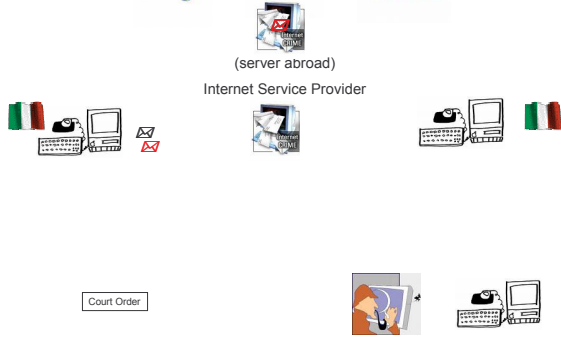 Internet
CRIME
(server abroad)
Internet Service Provider
Internet
CRIME
Court Order